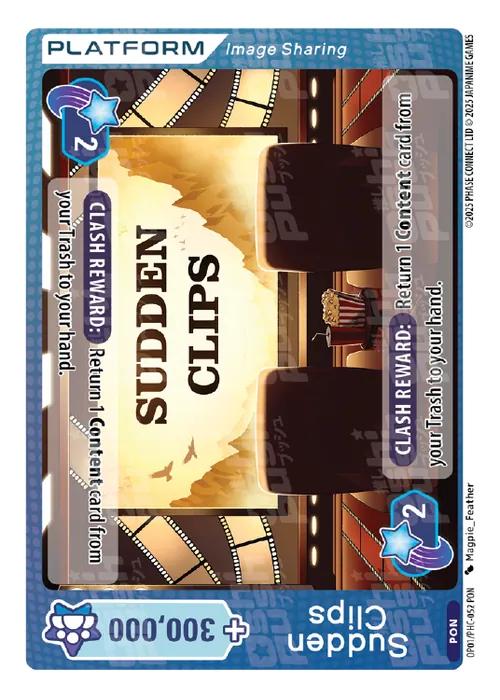 PLATFORM
Image Sharing
2
CLASH REWARD: Return 1 Content card from
your Trash to your hand.
SUDDEN
CLIPS
CLASH REWARD: Return 1 Content card from
your Trash to your hand.
2
+300,000
Sudden
Clips
PON
OP01/PHC-052 PON Magpie_Feather
©2025 PHASE CONNECT LTD © 2025 JAPANIME GAMES